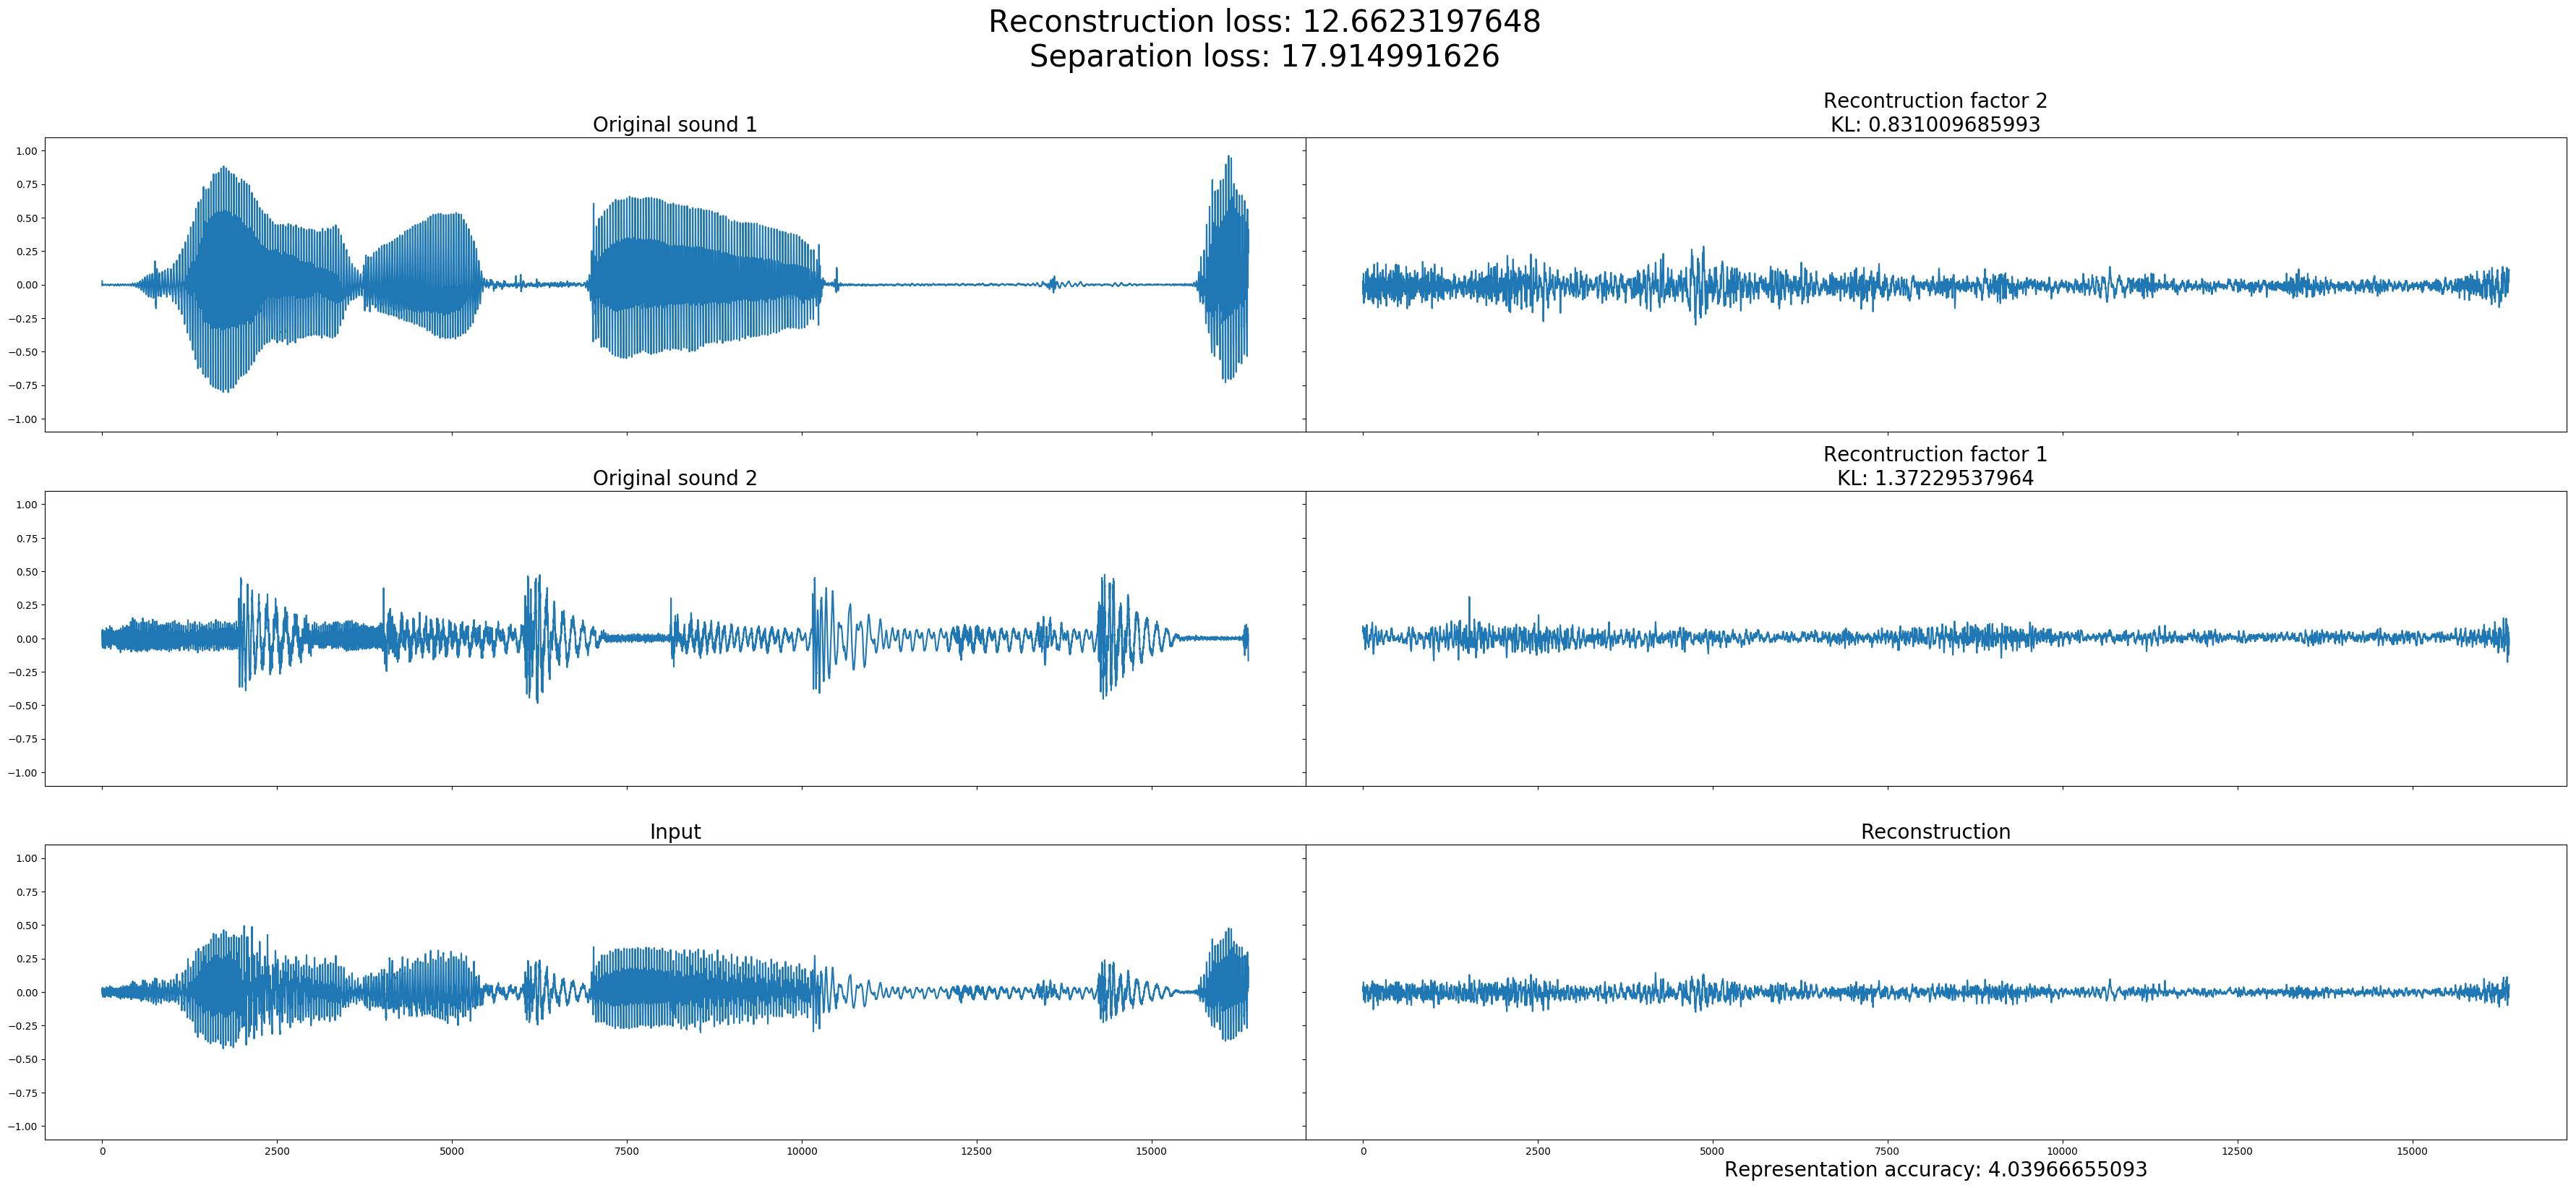 Reconstruction loss: 12.6623197648
Separation loss: 17.914991626
Original sound 1
Recontruction factor 2
KL: 0.831009685993
1.00
0.75
0.50
0.25
0.00
−0.25
−0.50
−0.75
−1.00
Original sound 2
Recontruction factor 1
KL: 1.37229537964
1.00
0.75
0.50
0.25
0.00
−0.25
−0.50
−0.75
−1.00
Input
Reconstruction
1.00
0.75
0.50
0.25
0.00
−0.25
−0.50
−0.75
−1.00
0 2500 5000 7500 10000 12500 15000
0 2500 5000 7500 10000 12500 15000
Representation accuracy: 4.03966655093